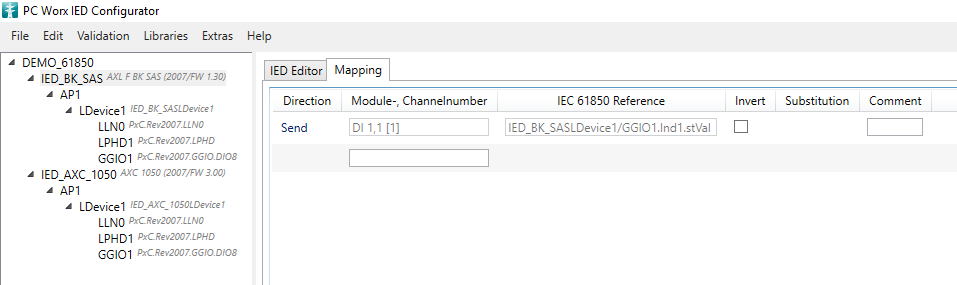 PC Worx IED Configurator
File Edit Validation Libraries Extras Help
DEMO_61850
IED_BK_SAS AXL F BK SAS (2007/FW 1.30)
AP1
LDevice1 IED_BK_SASLDevice1
LLN0 PxC.Rev2007.LLN0
LPHD1 PxC.Rev2007.LPHD
GGIO1 PxC.Rev2007.GGIO.DIO8
IED_AXC_1050 AXC 1050 (2007/FW 3.00)
AP1
LDevice1 IED_AXC_1050LDevice1
LLN0 PxC.Rev2007.LLN0
LPHD1 PxC.Rev2007.LPHD
GGIO1 PxC.Rev2007.GGIO.DIO8
IED Editor Mapping
Direction Module-, Channelnumber IEC 61850 Reference Invert Substitution Comment
Send DI 1,1 [1] IED_BK_SASLDevice1/GGIO1.Ind1.stVal